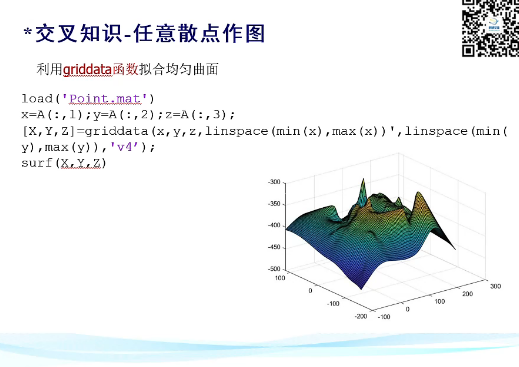 *交叉知识-任意散点作图
利用griddata函数拟合均匀曲面
load('Point.mat')
x=A(:,1);y=A(:,2);z=A(:,3);
[X,Y,Z]=griddata(x,y,z,linspace(min(x),max(x))',linspace(min(
y),max(y)),'v4');
surf(X,Y,Z)
-300
-350
-400
-450
-500
100
0
-100
-200
-100
0
100
200
300